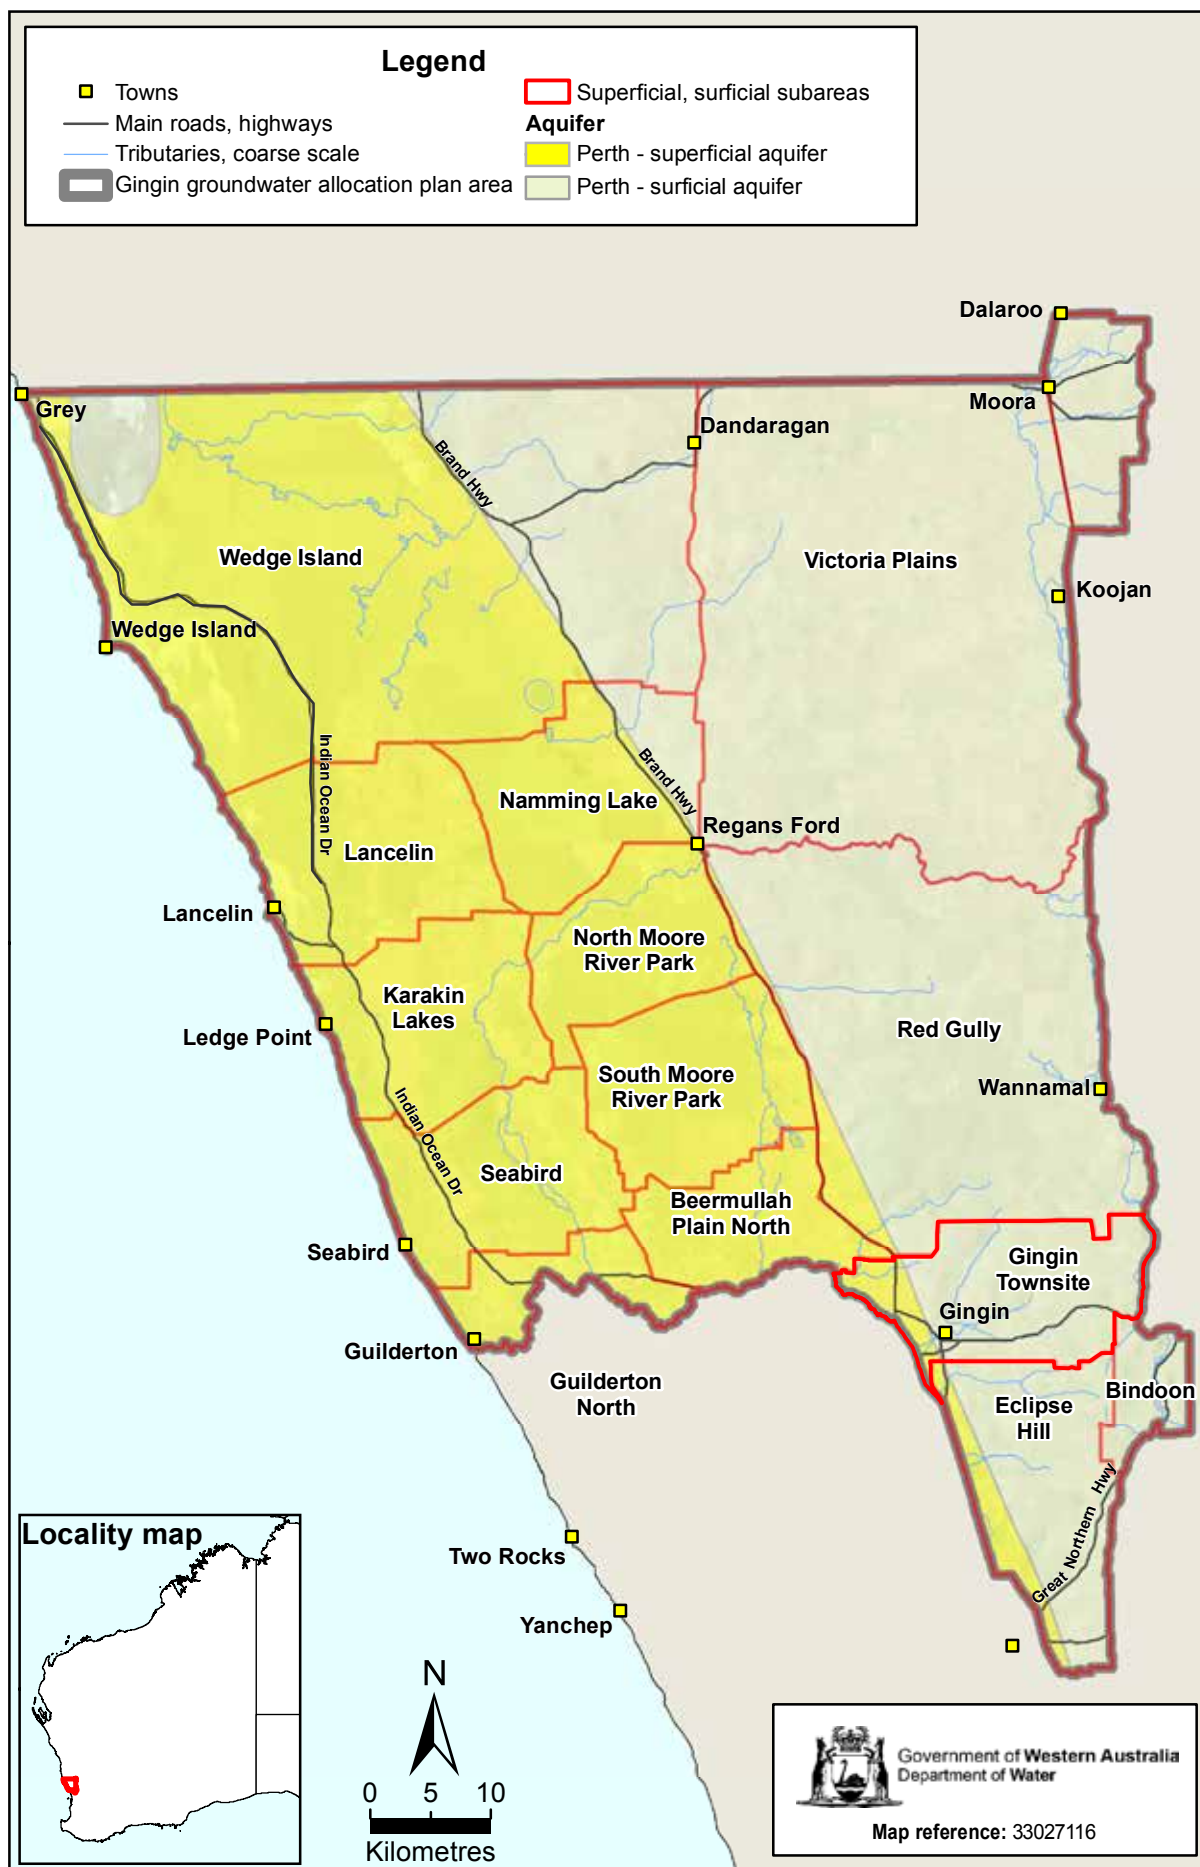 Legend
Towns
Main roads, highways
Tributaries, coarse scale
Gingin groundwater allocation plan area
Superficial, surficial subareas
Aquifer
Perth - superficial aquifer
Perth - surficial aquifer
Dalaroo
Moora
Grey
Dandaragan
Brand Hwy
Wedge Island
Victoria Plains
Koojan
Wedge Island
Indian Ocean Dr
Brand Hwy
Namming Lake
Regans Ford
Lancelin
Lancelin
North Moore
River Park
Karakin
Lakes
Ledge Point
Red Gully
South Moore
River Park
Wannamal
Indian Ocean Dr
Seabird
Beermullah
Plain North
Seabird
Gingin
Townsite
Gingin
Guilderton
Guilderton
North
Bindoon
Eclipse
Hill
Great Northern Hwy
Locality map
Two Rocks
Yanchep
N
0 5 10
Kilometres
Government of Western Australia
Department of Water
Map reference: 33027116